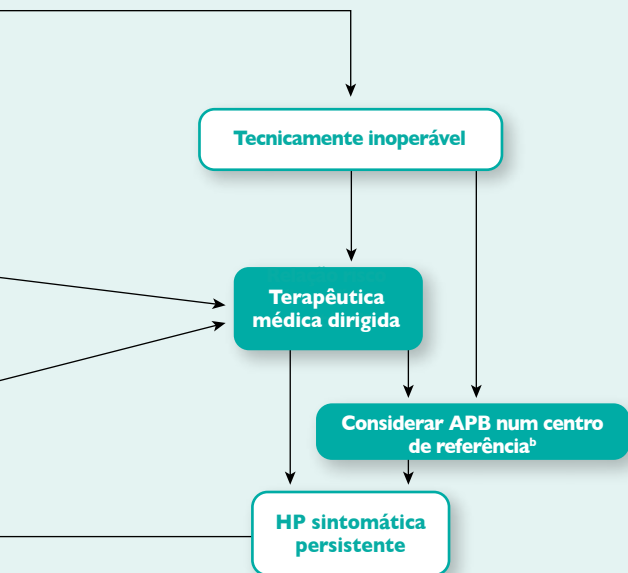 Tecnicamente inoperável
Terapêutica
médica dirigida
Considerar APB num centro
de referênciaᵇ
HP sintomática
persistente